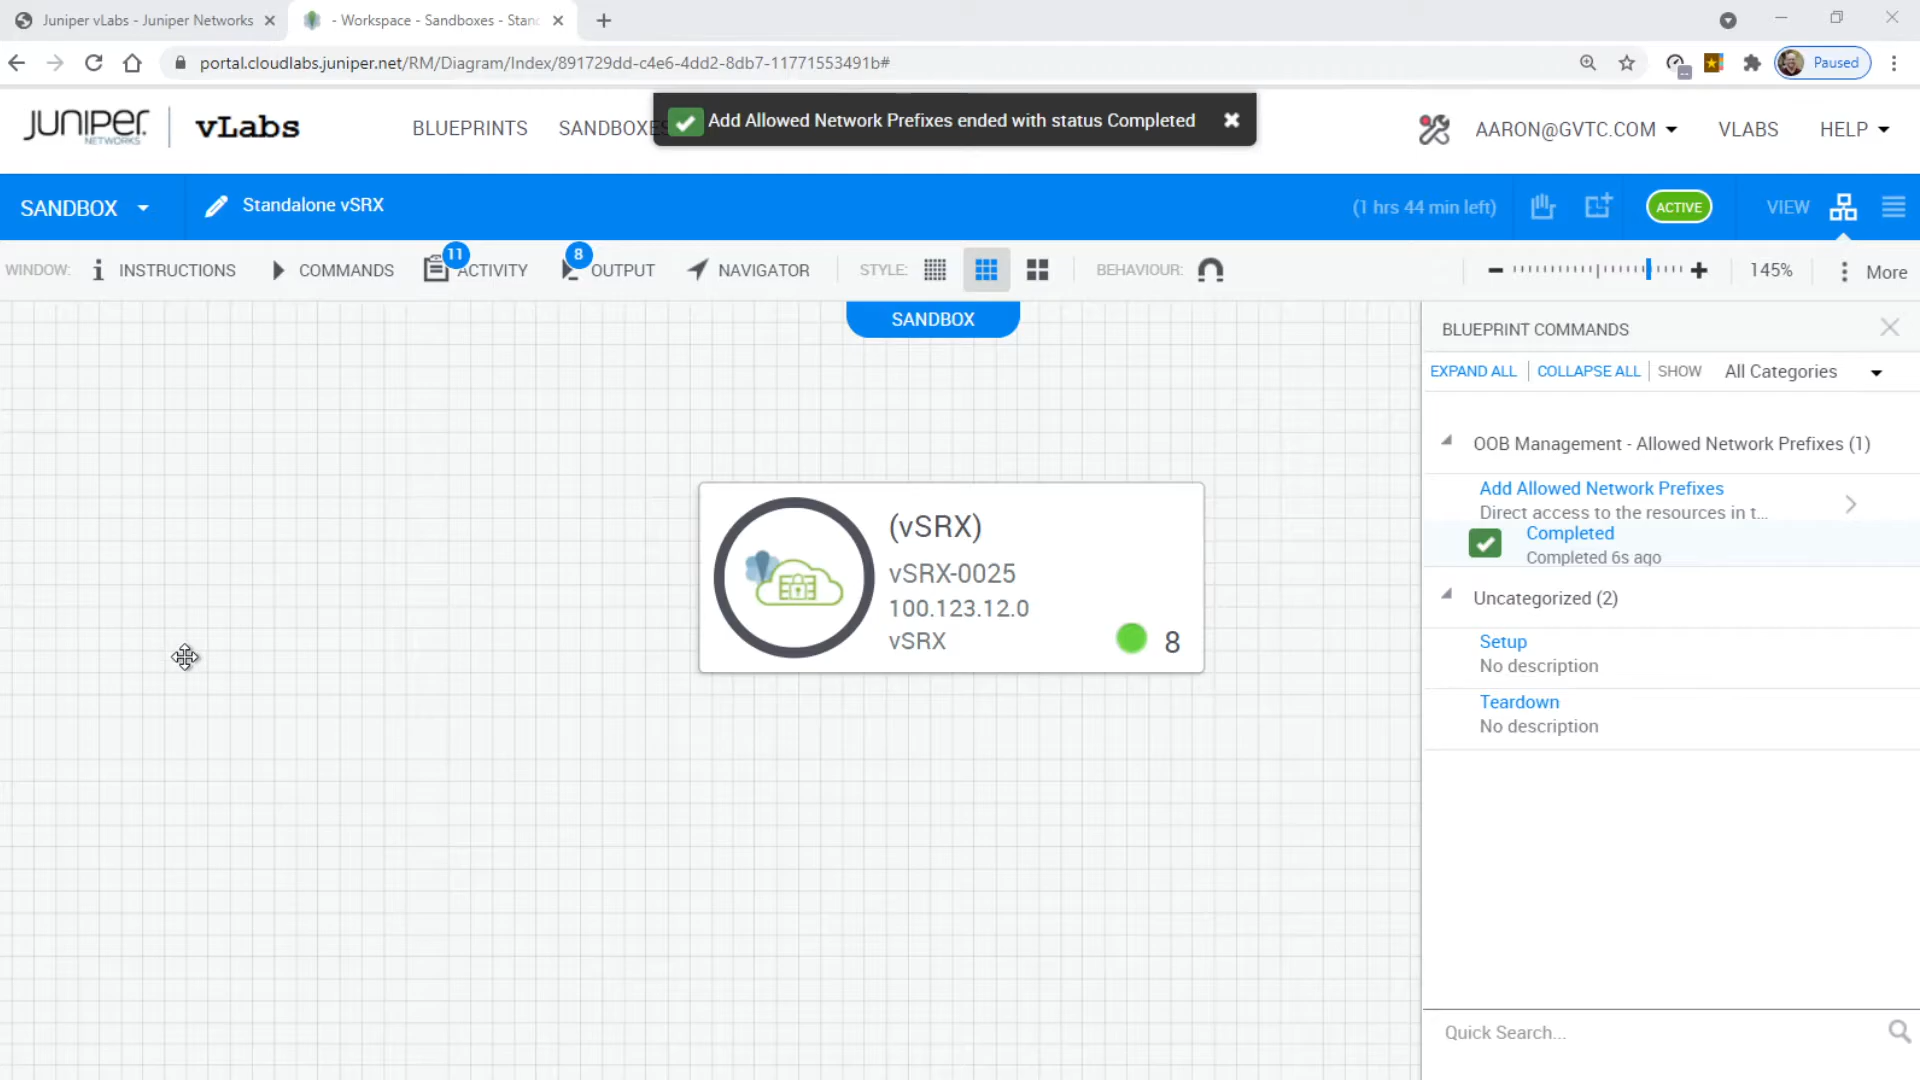 Juniper vLabs - Juniper Networks
- Workspace - Sandboxes - Stan
portal.cloudlabs.juniper.net/RM/Diagram/Index/891729dd-c4e6-4dd2-8db7-11771553491b#
Paused
JUNIPER
NETWORKS
vLabs
BLUEPRINTS
SANDBOXES
Add Allowed Network Prefixes ended with status Completed
AARON@GVTC.COM
VLABS
HELP
SANDBOX
Standalone vSRX
(1 hrs 44 min left)
ACTIVE
VIEW
WINDOW:
INSTRUCTIONS
COMMANDS
11
ACTIVITY
8
OUTPUT
NAVIGATOR
STYLE:
BEHAVIOUR:
145%
More
SANDBOX
(vSRX)
vSRX-0025
100.123.12.0
vSRX
8
BLUEPRINT COMMANDS
EXPAND ALL
COLLAPSE ALL
SHOW
All Categories
OOB Management - Allowed Network Prefixes (1)
Add Allowed Network Prefixes
Direct access to the resources in t...
Completed
Completed 6s ago
Uncategorized (2)
Setup
No description
Teardown
No description
Quick Search...